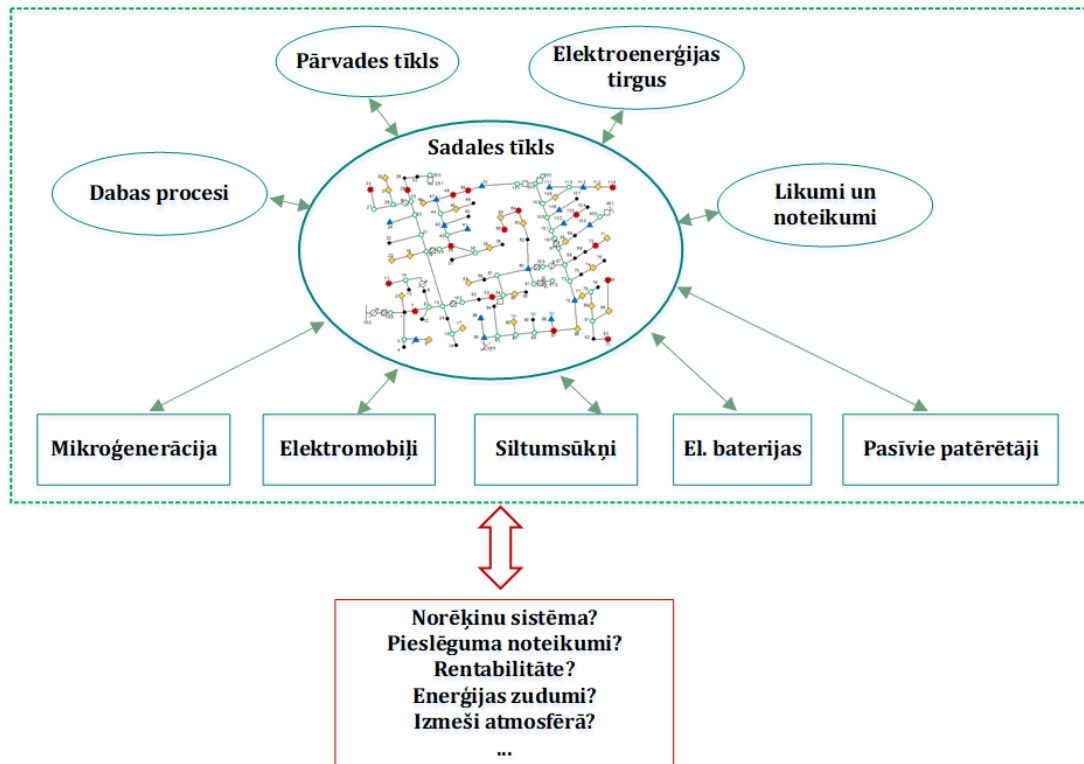 Pārvades tīkls
Elektroenerģijas
tirgus
Sadales tīkls
Dabas procesi
Likumi un
noteikumi
Mikroģenerācija
Elektromobiļi
Siltumsūkņi
El. baterijas
Pasīvie patērētāji
Norēķinu sistēma?
Pieslēguma noteikumi?
Rentabilitāte?
Enerģijas zudumi?
Izmeši atmosfērā?
...